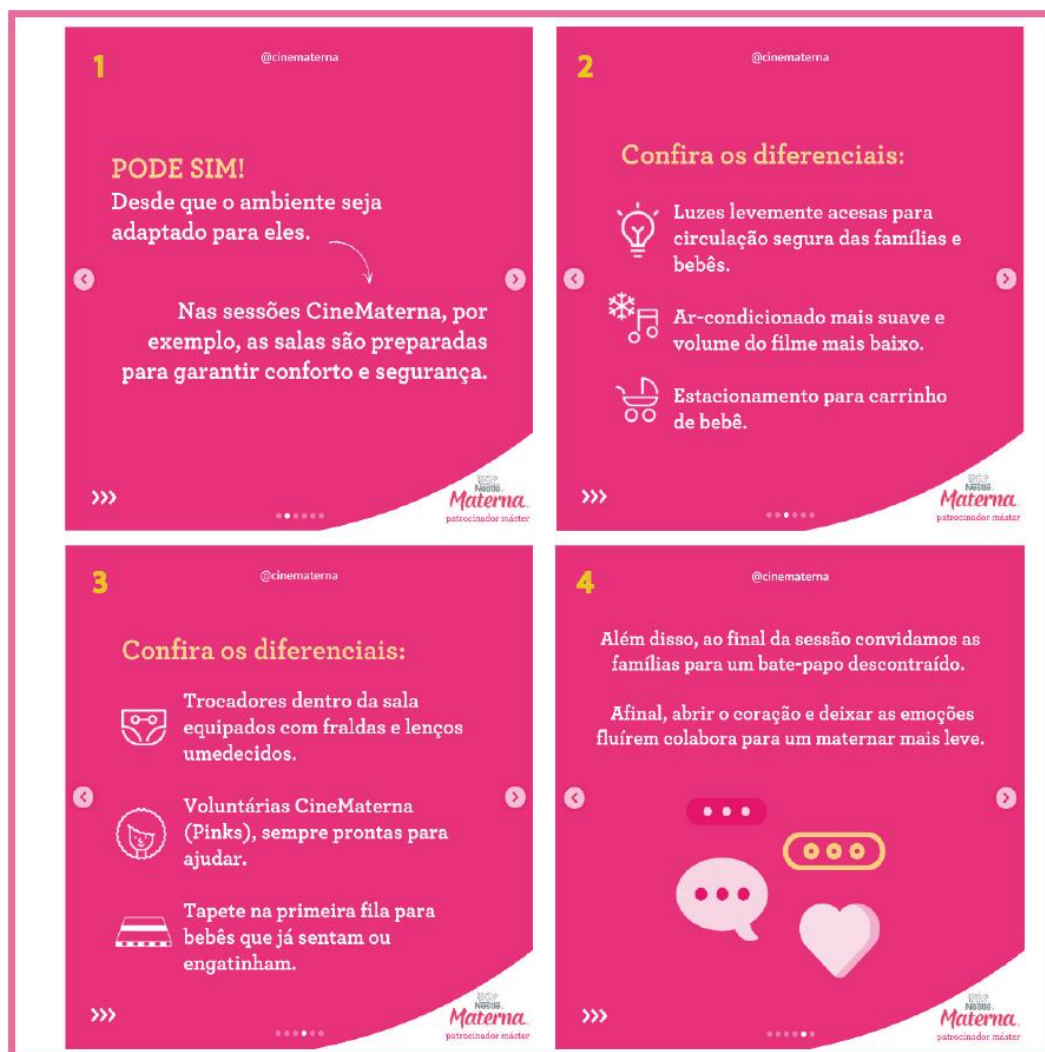 1
@cinematerna
PODE SIM!
Desde que o ambiente seja
adaptado para eles.
Nas sessões CineMaterna, por
exemplo, as salas são preparadas
para garantir conforto e segurança.
>>>
Nestlé
Materna
patrocinador máster
2
@cinematerna
Confira os diferenciais:
Luzes levemente acesas para
circulação segura das famílias e
bebês.
Ar-condicionado mais suave e
volume do filme mais baixo.
Estacionamento para carrinho
de bebê.
>>>
Nestlé
Materna
patrocinador máster
3
@cinematerna
Confira os diferenciais:
Trocadores dentro da sala
equipados com fraldas e lenços
umedecidos.
Voluntárias CineMaterna
(Pinks), sempre prontas para
ajudar.
Tapete na primeira fila para
bebês que já sentam ou
engatinham.
>>>
Nestlé
Materna
patrocinador máster
4
@cinematerna
Além disso, ao final da sessão convidamos as
famílias para um bate-papo descontraído.
Afinal, abrir o coração e deixar as emoções
fluírem colabora para um maternar mais leve.
>>>
Nestlé
Materna
patrocinador máster